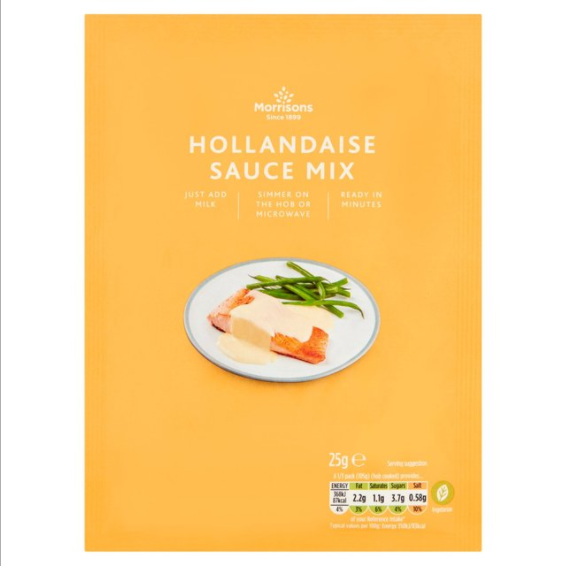 Morrisons
Since 1899
HOLLANDAISE
SAUCE MIX
JUST ADD
MILK
SIMMER ON
THE HOB OR
MICROWAVE
READY IN
MINUTES
25g ℮
Serving suggestion
ENERGY Fat Saturates Sugars Salt
87kcal 2.2g 1.1g 3.7g 0.58g
4% 3% 6% 4% 10%
Vegetarian